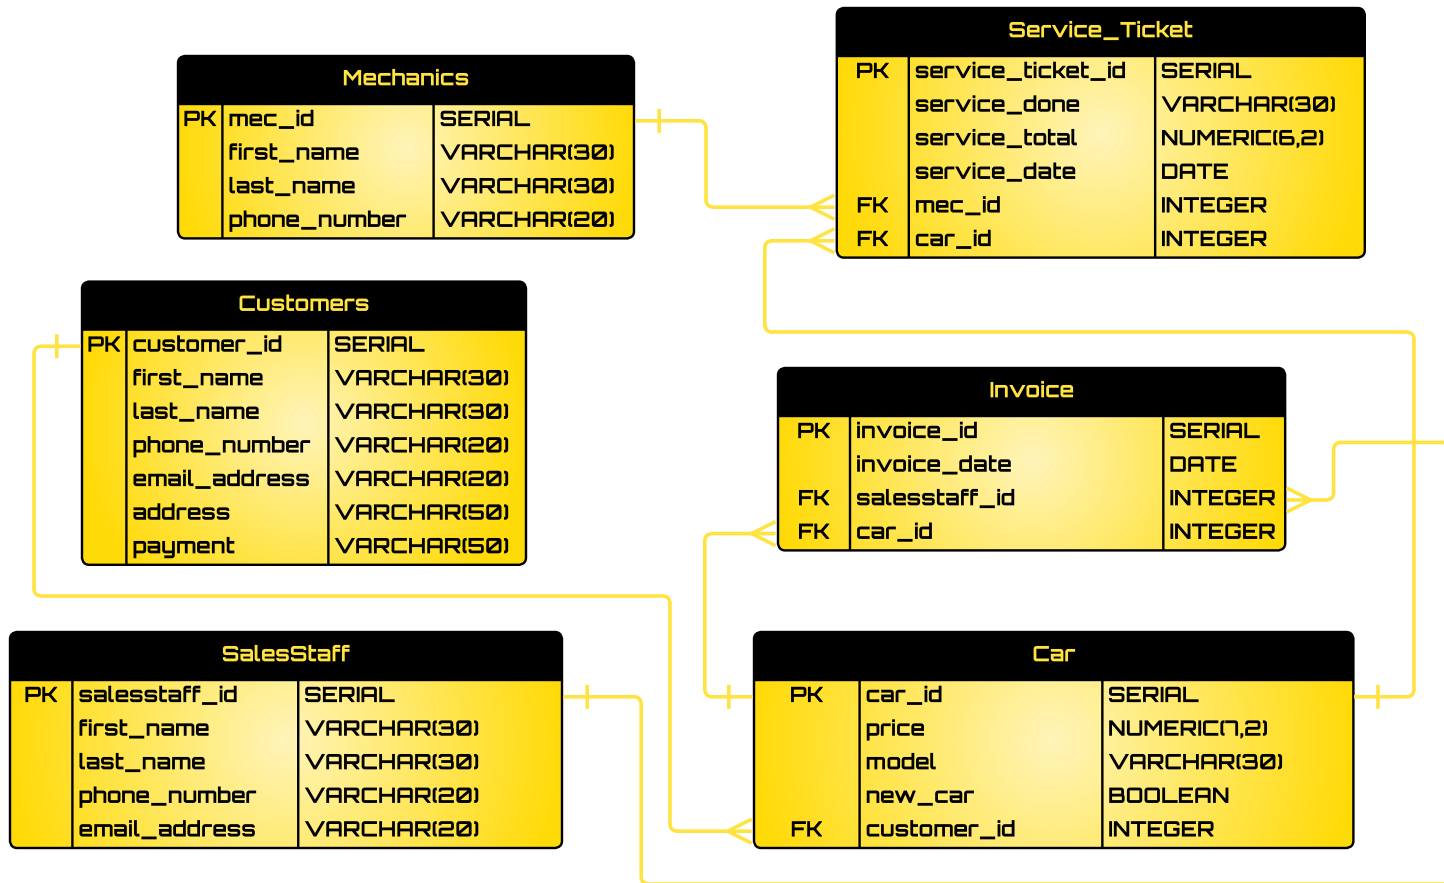 Service_Ticket
PK service_ticket_id SERIAL
service_done VARCHAR(30)
service_total NUMERIC(6,2)
service_date DATE
FK mec_id INTEGER
FK car_id INTEGER
Mechanics
PK mec_id SERIAL
first_name VARCHAR(30)
last_name VARCHAR(30)
phone_number VARCHAR(20)
Customers
PK customer_id SERIAL
first_name VARCHAR(30)
last_name VARCHAR(30)
phone_number VARCHAR(20)
email_address VARCHAR(20)
address VARCHAR(50)
payment VARCHAR(50)
Invoice
PK invoice_id SERIAL
invoice_date DATE
FK salesstaff_id INTEGER
FK car_id INTEGER
SalesStaff
PK salesstaff_id SERIAL
first_name VARCHAR(30)
last_name VARCHAR(30)
phone_number VARCHAR(20)
email_address VARCHAR(20)
Car
PK car_id SERIAL
price NUMERIC(7,2)
model VARCHAR(30)
new_car BOOLEAN
FK customer_id INTEGER